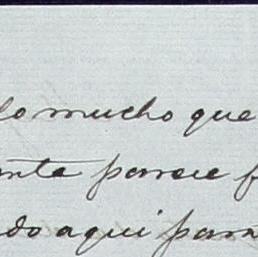 lo mucho que
nta parece f
do aqui para